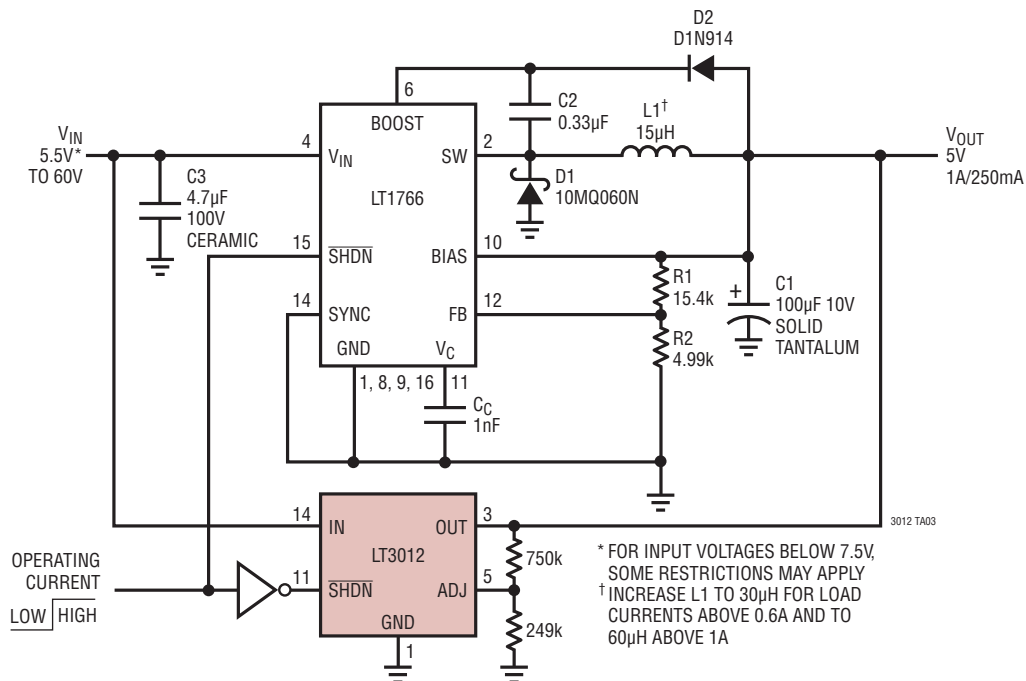 D2
D1N914
6
BOOST
C2
0.33µF
L1†
15µH
VIN
5.5V*
TO 60V
4
VIN
SW
2
VOUT
5V
1A/250mA
C3
4.7µF
100V
CERAMIC
LT1766
D1
10MQ060N
15
SHDN
BIAS
10
R1
15.4k
+
C1
100µF 10V
SOLID
TANTALUM
14
SYNC
FB
12
R2
4.99k
GND
VC
1, 8, 9, 16
11
CC
1nF
14
IN
OUT
3
3012 TA03
LT3012
750k
OPERATING
CURRENT
LOW
HIGH
11
SHDN
ADJ
5
GND
249k
1
* FOR INPUT VOLTAGES BELOW 7.5V,
SOME RESTRICTIONS MAY APPLY
† INCREASE L1 TO 30µH FOR LOAD
CURRENTS ABOVE 0.6A AND TO
60µH ABOVE 1A